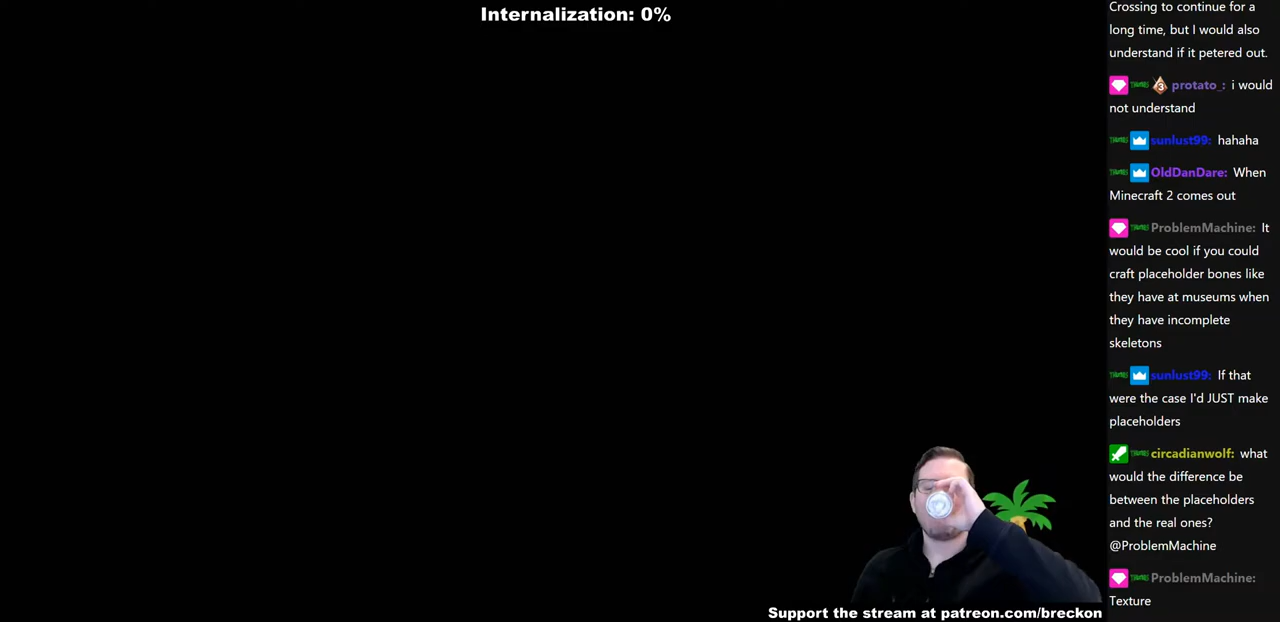 Internalization: 0%
Crossing to continue for a
long time, but I would also
understand if it petered out.
protato_: i would
not understand
sunlust99: hahaha
OldDanDare: When
Minecraft 2 comes out
ProblemMachine: It
would be cool if you could
craft placeholder bones like
they have at museums when
they have incomplete
skeletons
sunlust99: If that
were the case I'd JUST make
placeholders
circadianwolf: what
would the difference be
between the placeholders
and the real ones?
@ProblemMachine
ProblemMachine:
Texture
Support the stream at patreon.com/breckon